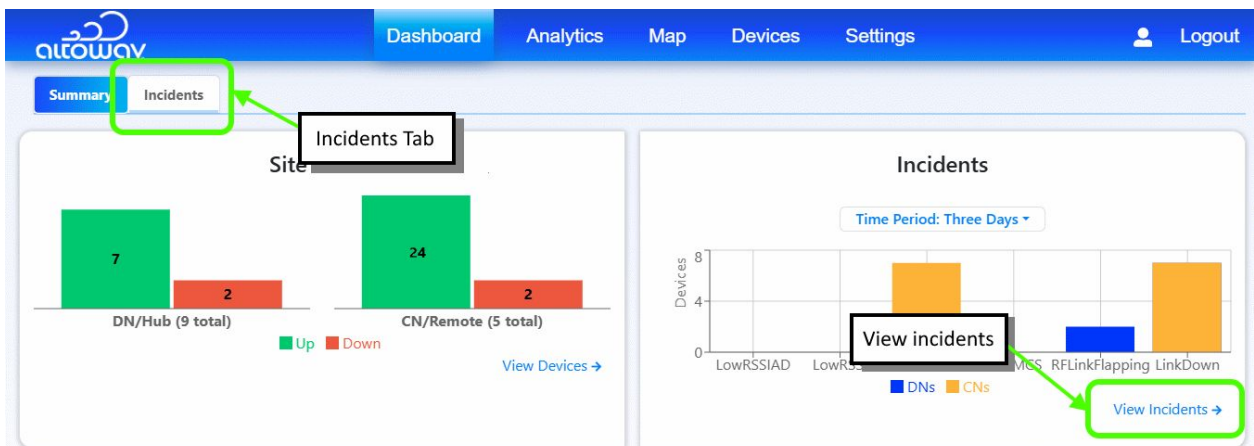 altoway
Dashboard
Analytics
Map
Devices
Settings
Logout
Summary
Incidents
Incidents Tab
Site
7
2
DN/Hub (9 total)
24
2
CN/Remote (5 total)
Up
Down
View Devices →
Incidents
Time Period: Three Days
Devices
8
4
0
View incidents
LowRSSIAD
RFLinkFlapping
LinkDown
DNs
CNs
View Incidents →